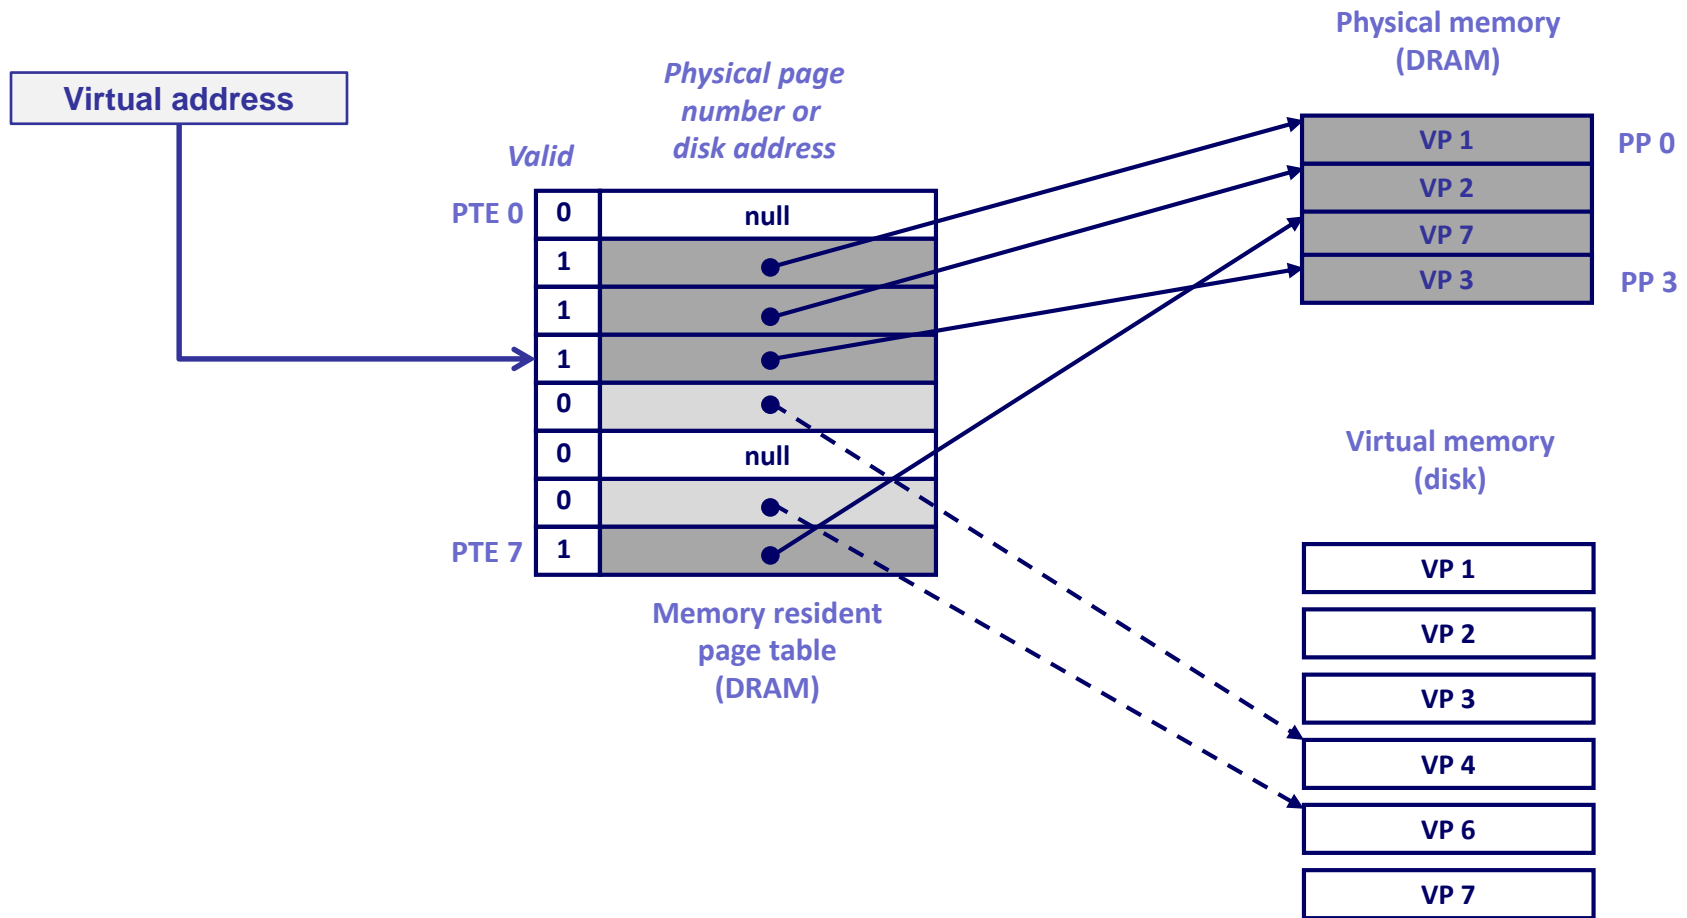 Physical memory
(DRAM)
Virtual address
Physical page
number or
disk address
Valid
VP 1
PP 0
VP 2
VP 7
VP 3
PP 3
PTE 0
0
null
1
1
1
0
0
null
0
PTE 7
1
Memory resident
page table
(DRAM)
Virtual memory
(disk)
VP 1
VP 2
VP 3
VP 4
VP 6
VP 7